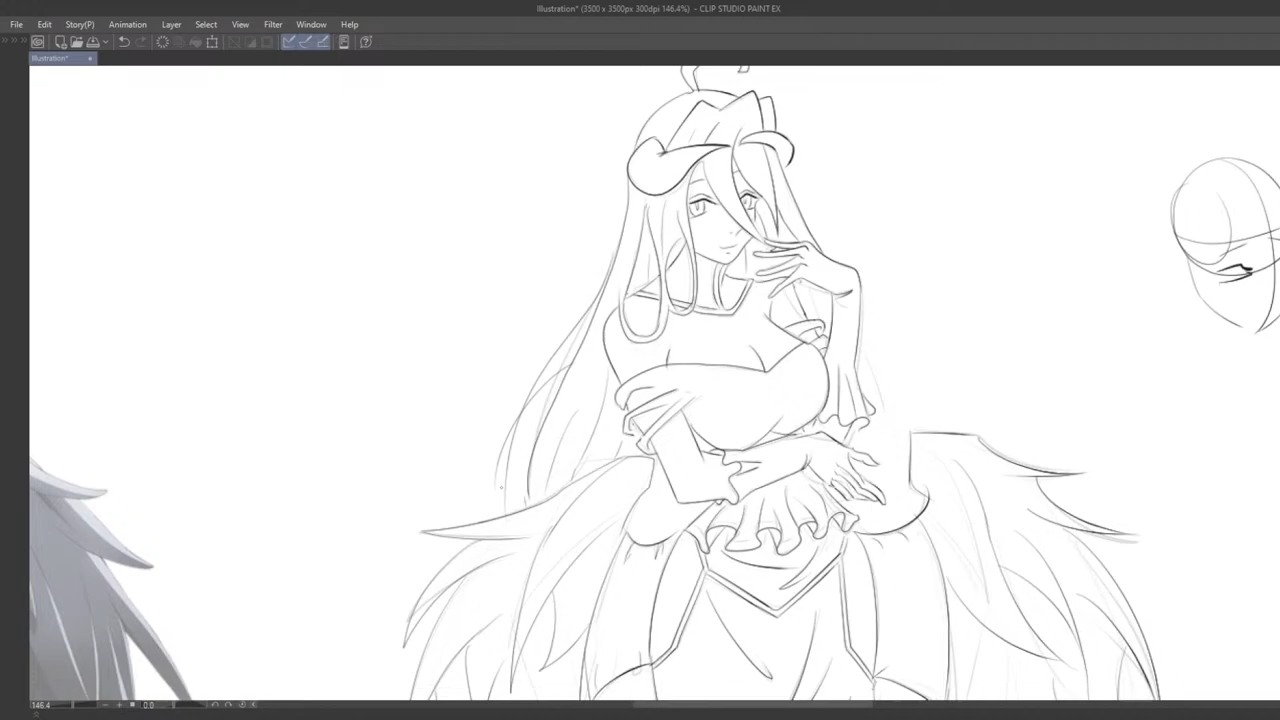 Illustration* (3500 x 3500px 300dpi 146.4%) - CLIP STUDIO PAINT EX
File Edit Story(P) Animation Layer Select View Filter Window Help
Illustration*
146.4 0.0